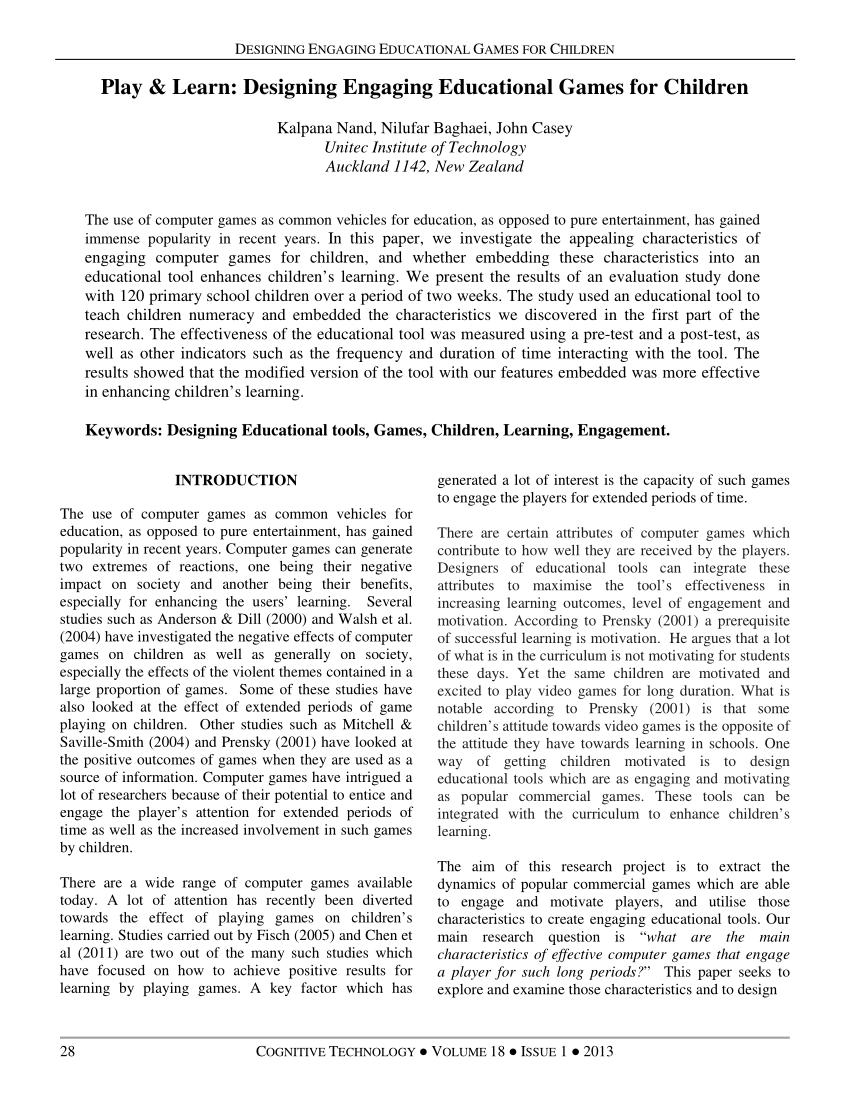 DESIGNING ENGAGING EDUCATIONAL GAMES FOR CHILDREN
Play & Learn: Designing Engaging Educational Games for Children
Kalpana Nand, Nilufar Baghaei, John Casey
Unitec Institute of Technology
Auckland 1142, New Zealand
The use of computer games as common vehicles for education, as opposed to pure entertainment, has gained
immense popularity in recent years. In this paper, we investigate the appealing characteristics of
engaging computer games for children, and whether embedding these characteristics into an
educational tool enhances children's learning. We present the results of an evaluation study done
with 120 primary school children over a period of two weeks. The study used an educational tool to
teach children numeracy and embedded the characteristics we discovered in the first part of the
research. The effectiveness of the educational tool was measured using a pre-test and a post-test, as
well as other indicators such as the frequency and duration of time interacting with the tool. The
results showed that the modified version of the tool with our features embedded was more effective
in enhancing children's learning.
Keywords: Designing Educational tools, Games, Children, Learning, Engagement.
INTRODUCTION
The use of computer games as common vehicles for
education, as opposed to pure entertainment, has gained
popularity in recent years. Computer games can generate
two extremes of reactions, one being their negative
impact on society and another being their benefits,
especially for enhancing the users' learning. Several
studies such as Anderson & Dill (2000) and Walsh et al.
(2004) have investigated the negative effects of computer
games on children as well as generally on society,
especially the effects of the violent themes contained in a
large proportion of games. Some of these studies have
also looked at the effect of extended periods of game
playing on children. Other studies such as Mitchell &
Saville-Smith (2004) and Prensky (2001) have looked at
the positive outcomes of games when they are used as a
source of information. Computer games have intrigued a
lot of researchers because of their potential to entice and
engage the player's attention for extended periods of
time as well as the increased involvement in such games
by children.
There are a wide range of computer games available
today. A lot of attention has recently been diverted
towards the effect of playing games on children's
learning. Studies carried out by Fisch (2005) and Chen et
al (2011) are two out of the many such studies which
have focused on how to achieve positive results for
learning by playing games. A key factor which has
generated a lot of interest is the capacity of such games
to engage the players for extended periods of time.
There are certain attributes of computer games which
contribute to how well they are received by the players.
Designers of educational tools can integrate these
attributes to maximise the tool's effectiveness in
increasing learning outcomes, level of engagement and
motivation. According to Prensky (2001) a prerequisite
of successful learning is motivation. He argues that a lot
of what is in the curriculum is not motivating for students
these days. Yet the same children are motivated and
excited to play video games for long duration. What is
notable according to Prensky (2001) is that some
children's attitude towards video games is the opposite of
the attitude they have towards learning in schools. One
way of getting children motivated is to design
educational tools which are as engaging and motivating
as popular commercial games. These tools can be
integrated with the curriculum to enhance children's
learning.
The aim of this research project is to extract the
dynamics of popular commercial games which are able
to engage and motivate players, and utilise those
characteristics to create engaging educational tools. Our
main research question is "what are the main
characteristics of effective computer games that engage
a player for such long periods?" This paper seeks to
explore and examine those characteristics and to design
28 COGNITIVE TECHNOLOGY ● VOLUME 18 ● ISSUE 1 ● 2013